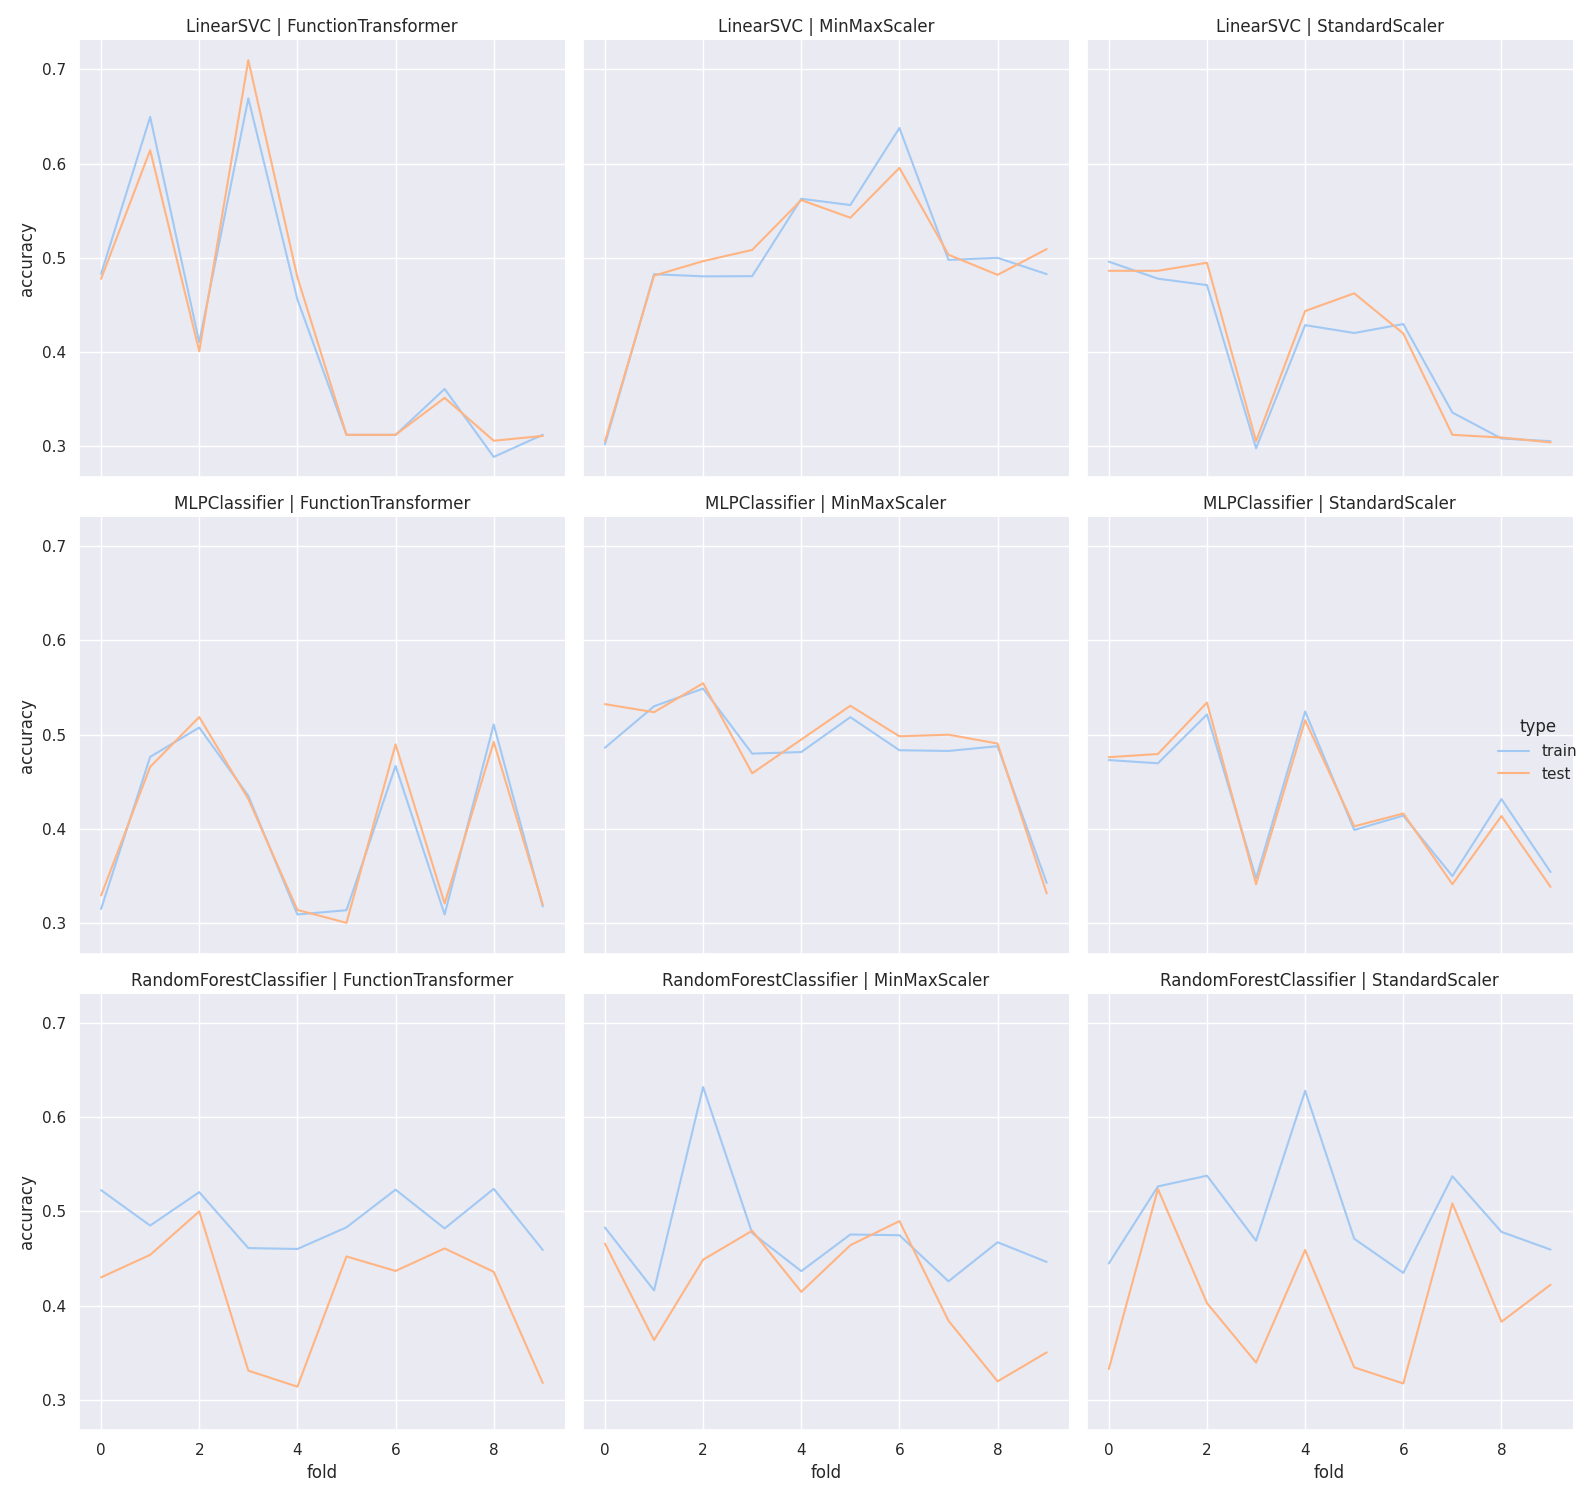 LinearSVC | FunctionTransformer
LinearSVC | MinMaxScaler
LinearSVC | StandardScaler
accuracy
0.7
0.6
0.5
0.4
0.3
MLPClassifier | FunctionTransformer
MLPClassifier | MinMaxScaler
MLPClassifier | StandardScaler
accuracy
0.7
0.6
0.5
0.4
0.3
type
train
test
RandomForestClassifier | FunctionTransformer
RandomForestClassifier | MinMaxScaler
RandomForestClassifier | StandardScaler
accuracy
0.7
0.6
0.5
0.4
0.3
0 2 4 6 8
fold
0 2 4 6 8
fold
0 2 4 6 8
fold